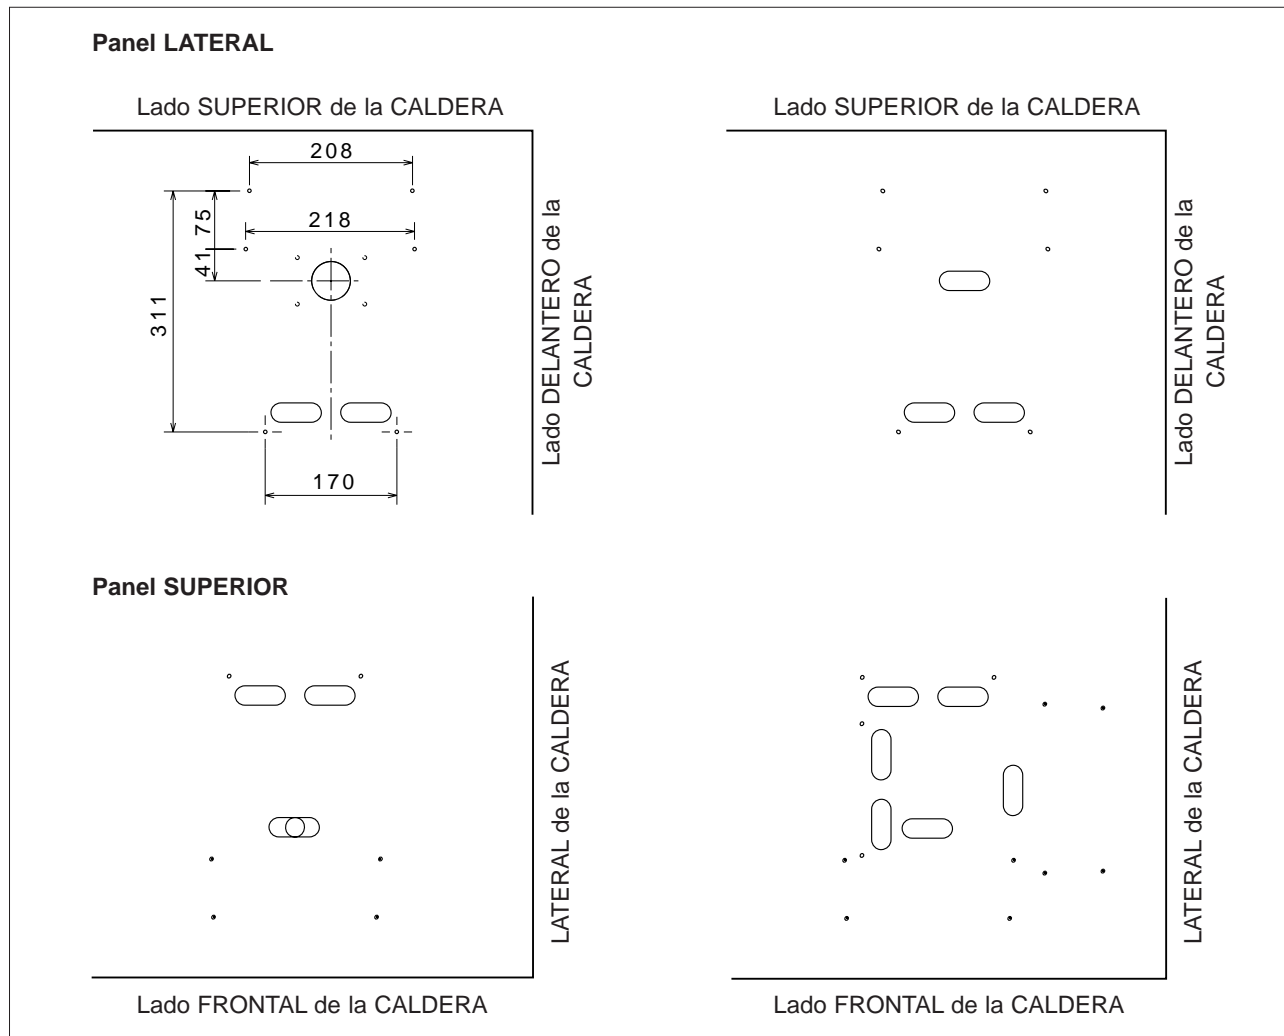 Panel LATERAL
Lado SUPERIOR de la CALDERA
208
75
218
41
311
170
Lado DELANTERO de la
CALDERA
Lado SUPERIOR de la CALDERA
Lado DELANTERO de la
CALDERA
Panel SUPERIOR
LATERAL de la CALDERA
Lado FRONTAL de la CALDERA
LATERAL de la CALDERA
Lado FRONTAL de la CALDERA